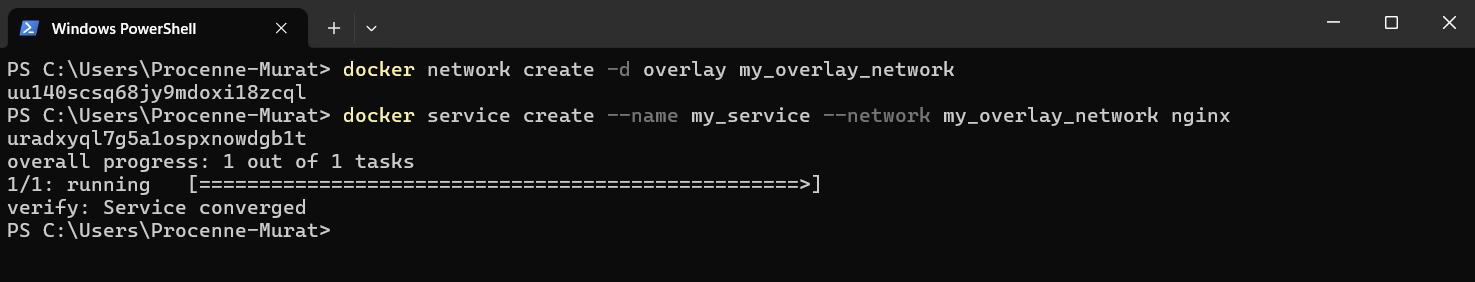 Windows PowerShell
PS C:\Users\Procenne-Murat> docker network create -d overlay my_overlay_network
uu140scsq68jy9mdoxi18zcql
PS C:\Users\Procenne-Murat> docker service create --name my_service --network my_overlay_network nginx
uradxyql7g5a1ospxnowdgb1t
overall progress: 1 out of 1 tasks
1/1: running   [==================================================>]
verify: Service converged
PS C:\Users\Procenne-Murat>